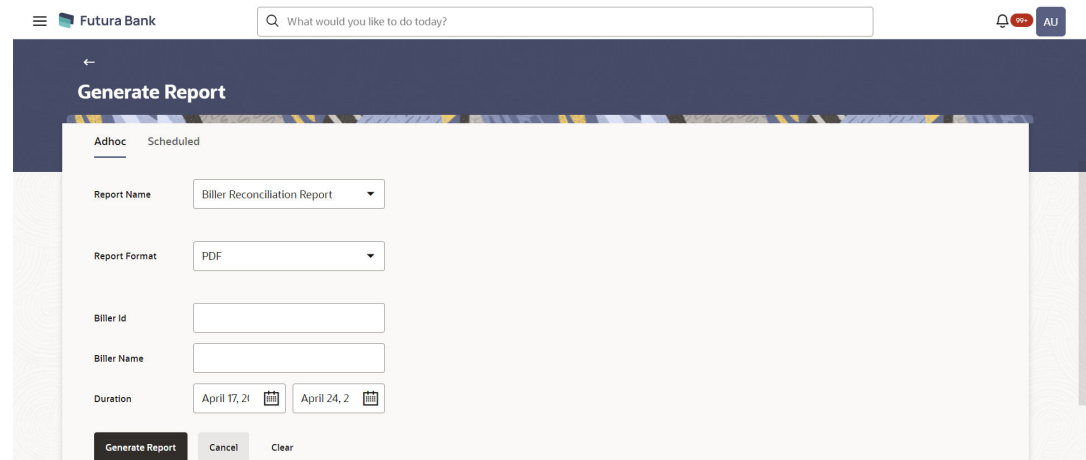 Futura Bank
What would you like to do today?
99+
AU
Generate Report
Adhoc Scheduled
Report Name Biller Reconciliation Report
Report Format PDF
Biller Id
Biller Name
Duration April 17, 2 April 24, 2
Generate Report Cancel Clear